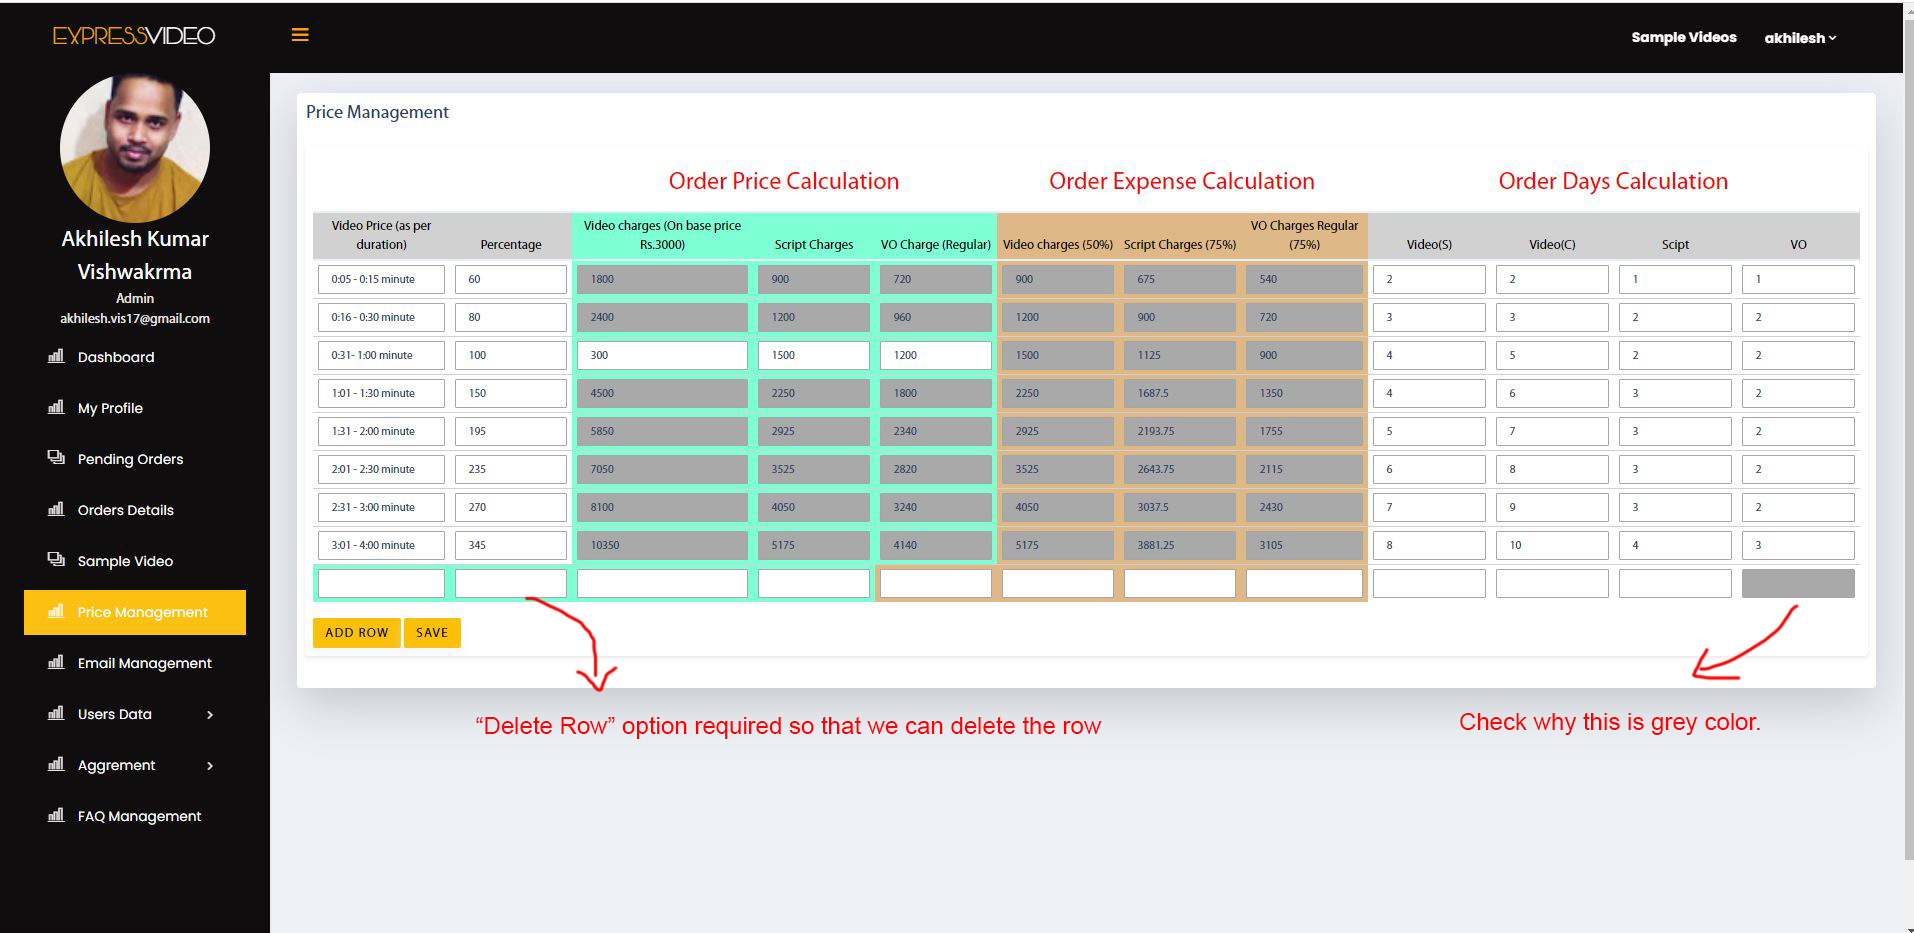 EXPRESSVIDEO
Sample Videos
akhilesh
Akhilesh Kumar
Vishwakrma
Admin
akhilesh.vis17@gmail.com
Dashboard
My Profile
Pending Orders
Orders Details
Sample Video
Price Management
Email Management
Users Data
Aggrement
FAQ Management
Price Management
Order Price Calculation
Order Expense Calculation
Order Days Calculation
Video Price (as per
duration)
Percentage
Video charges (On base price
Rs.3000)
Script Charges
VO Charge (Regular)
Video charges (50%)
Script Charges (75%)
VO Charges Regular
(75%)
Video(S)
Video(C)
Scipt
VO
0:05 - 0:15 minute 60 1800 900 720 900 675 540 2 2 1 1
0:16 - 0:30 minute 80 2400 1200 960 1200 900 720 3 3 2 2
0:31- 1:00 minute 100 300 1500 1200 1500 1125 900 4 5 2 2
1:01 - 1:30 minute 150 4500 2250 1800 2250 1687.5 1350 4 6 3 2
1:31 - 2:00 minute 195 5850 2925 2340 2925 2193.75 1755 5 7 3 2
2:01 - 2:30 minute 235 7050 3525 2820 3525 2643.75 2115 6 8 3 2
2:31 - 3:00 minute 270 8100 4050 3240 4050 3037.5 2430 7 9 3 2
3:01 - 4:00 minute 345 10350 5175 4140 5175 3881.25 3105 8 10 4 3
ADD ROW
SAVE
“Delete Row” option required so that we can delete the row
Check why this is grey color.